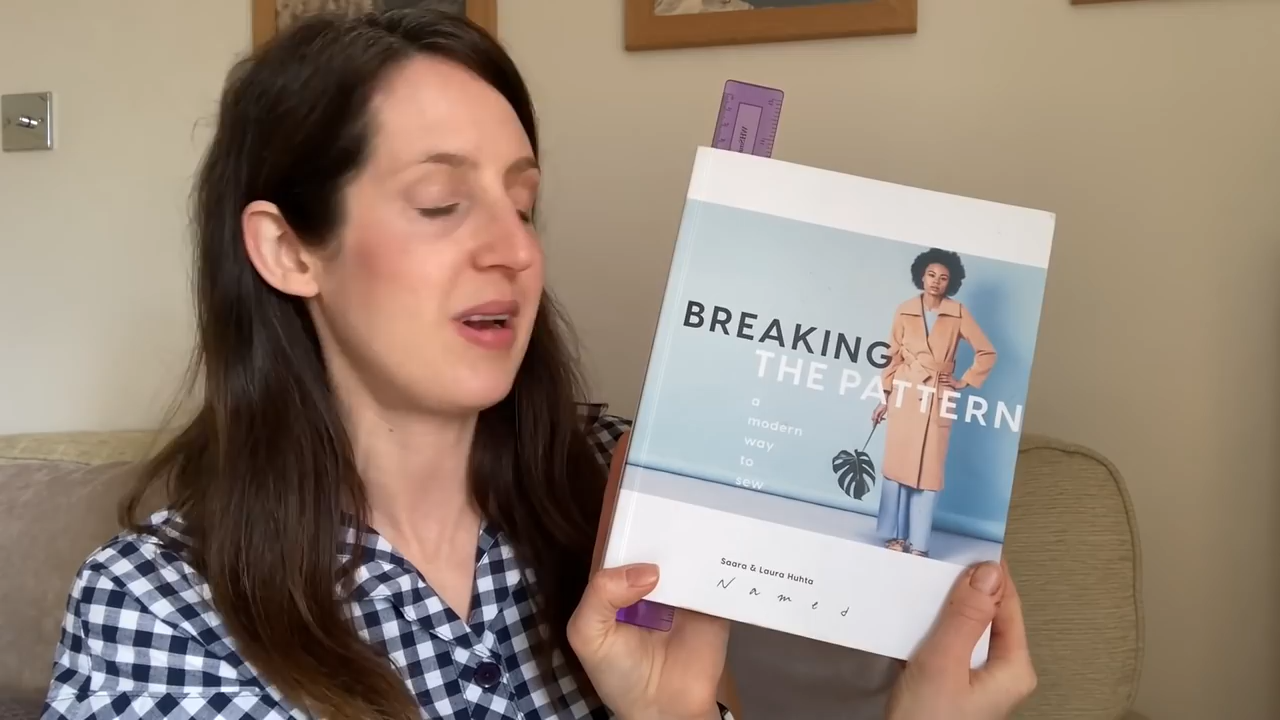 BREAKING
THE PATTERN
a
modern
way
to
sew
Saara & Laura Huhta
Named